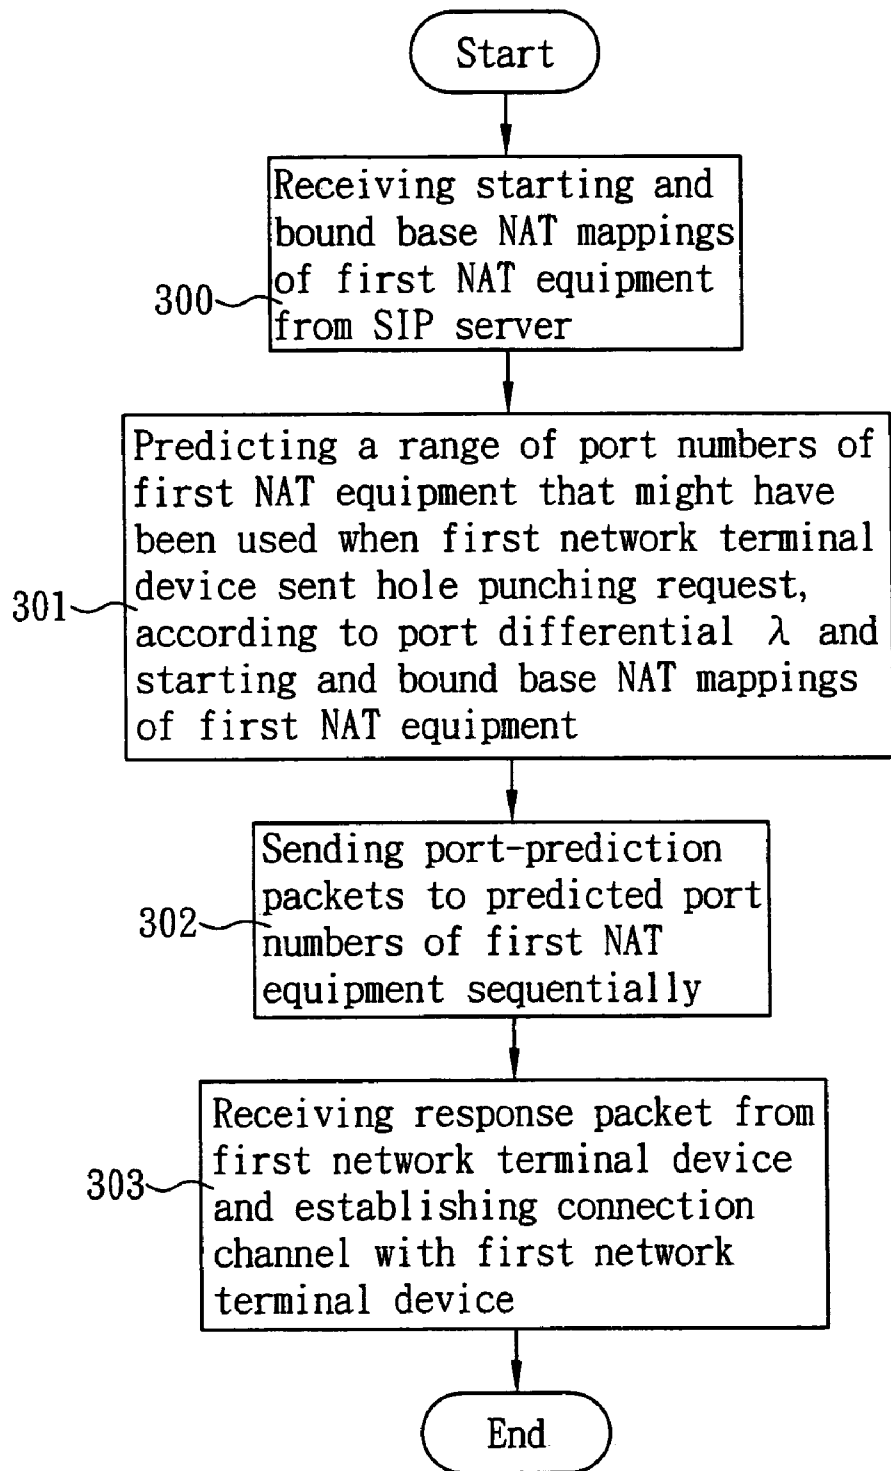 Start
Receiving starting and
bound base NAT mappings
of first NAT equipment
from SIP server
300
Predicting a range of port numbers of
first NAT equipment that might have
been used when first network terminal
device sent hole punching request,
according to port differential λ and
starting and bound base NAT mappings
of first NAT equipment
301
Sending port-prediction
packets to predicted port
numbers of first NAT
equipment sequentially
302
Receiving response packet from
first network terminal device
and establishing connection
channel with first network
terminal device
303
End